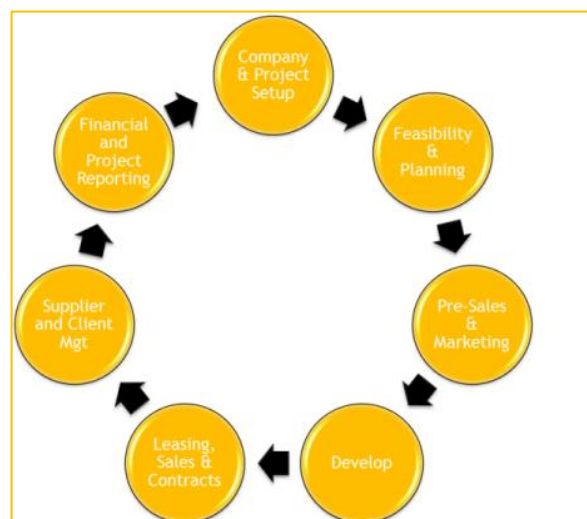 Company
& Project
Setup
Feasibility
&
Planning
Pre-Sales
&
Marketing
Develop
Leasing,
Sales &
Contracts
Supplier
and Client
Mgt
Financial
and
Project
Reporting